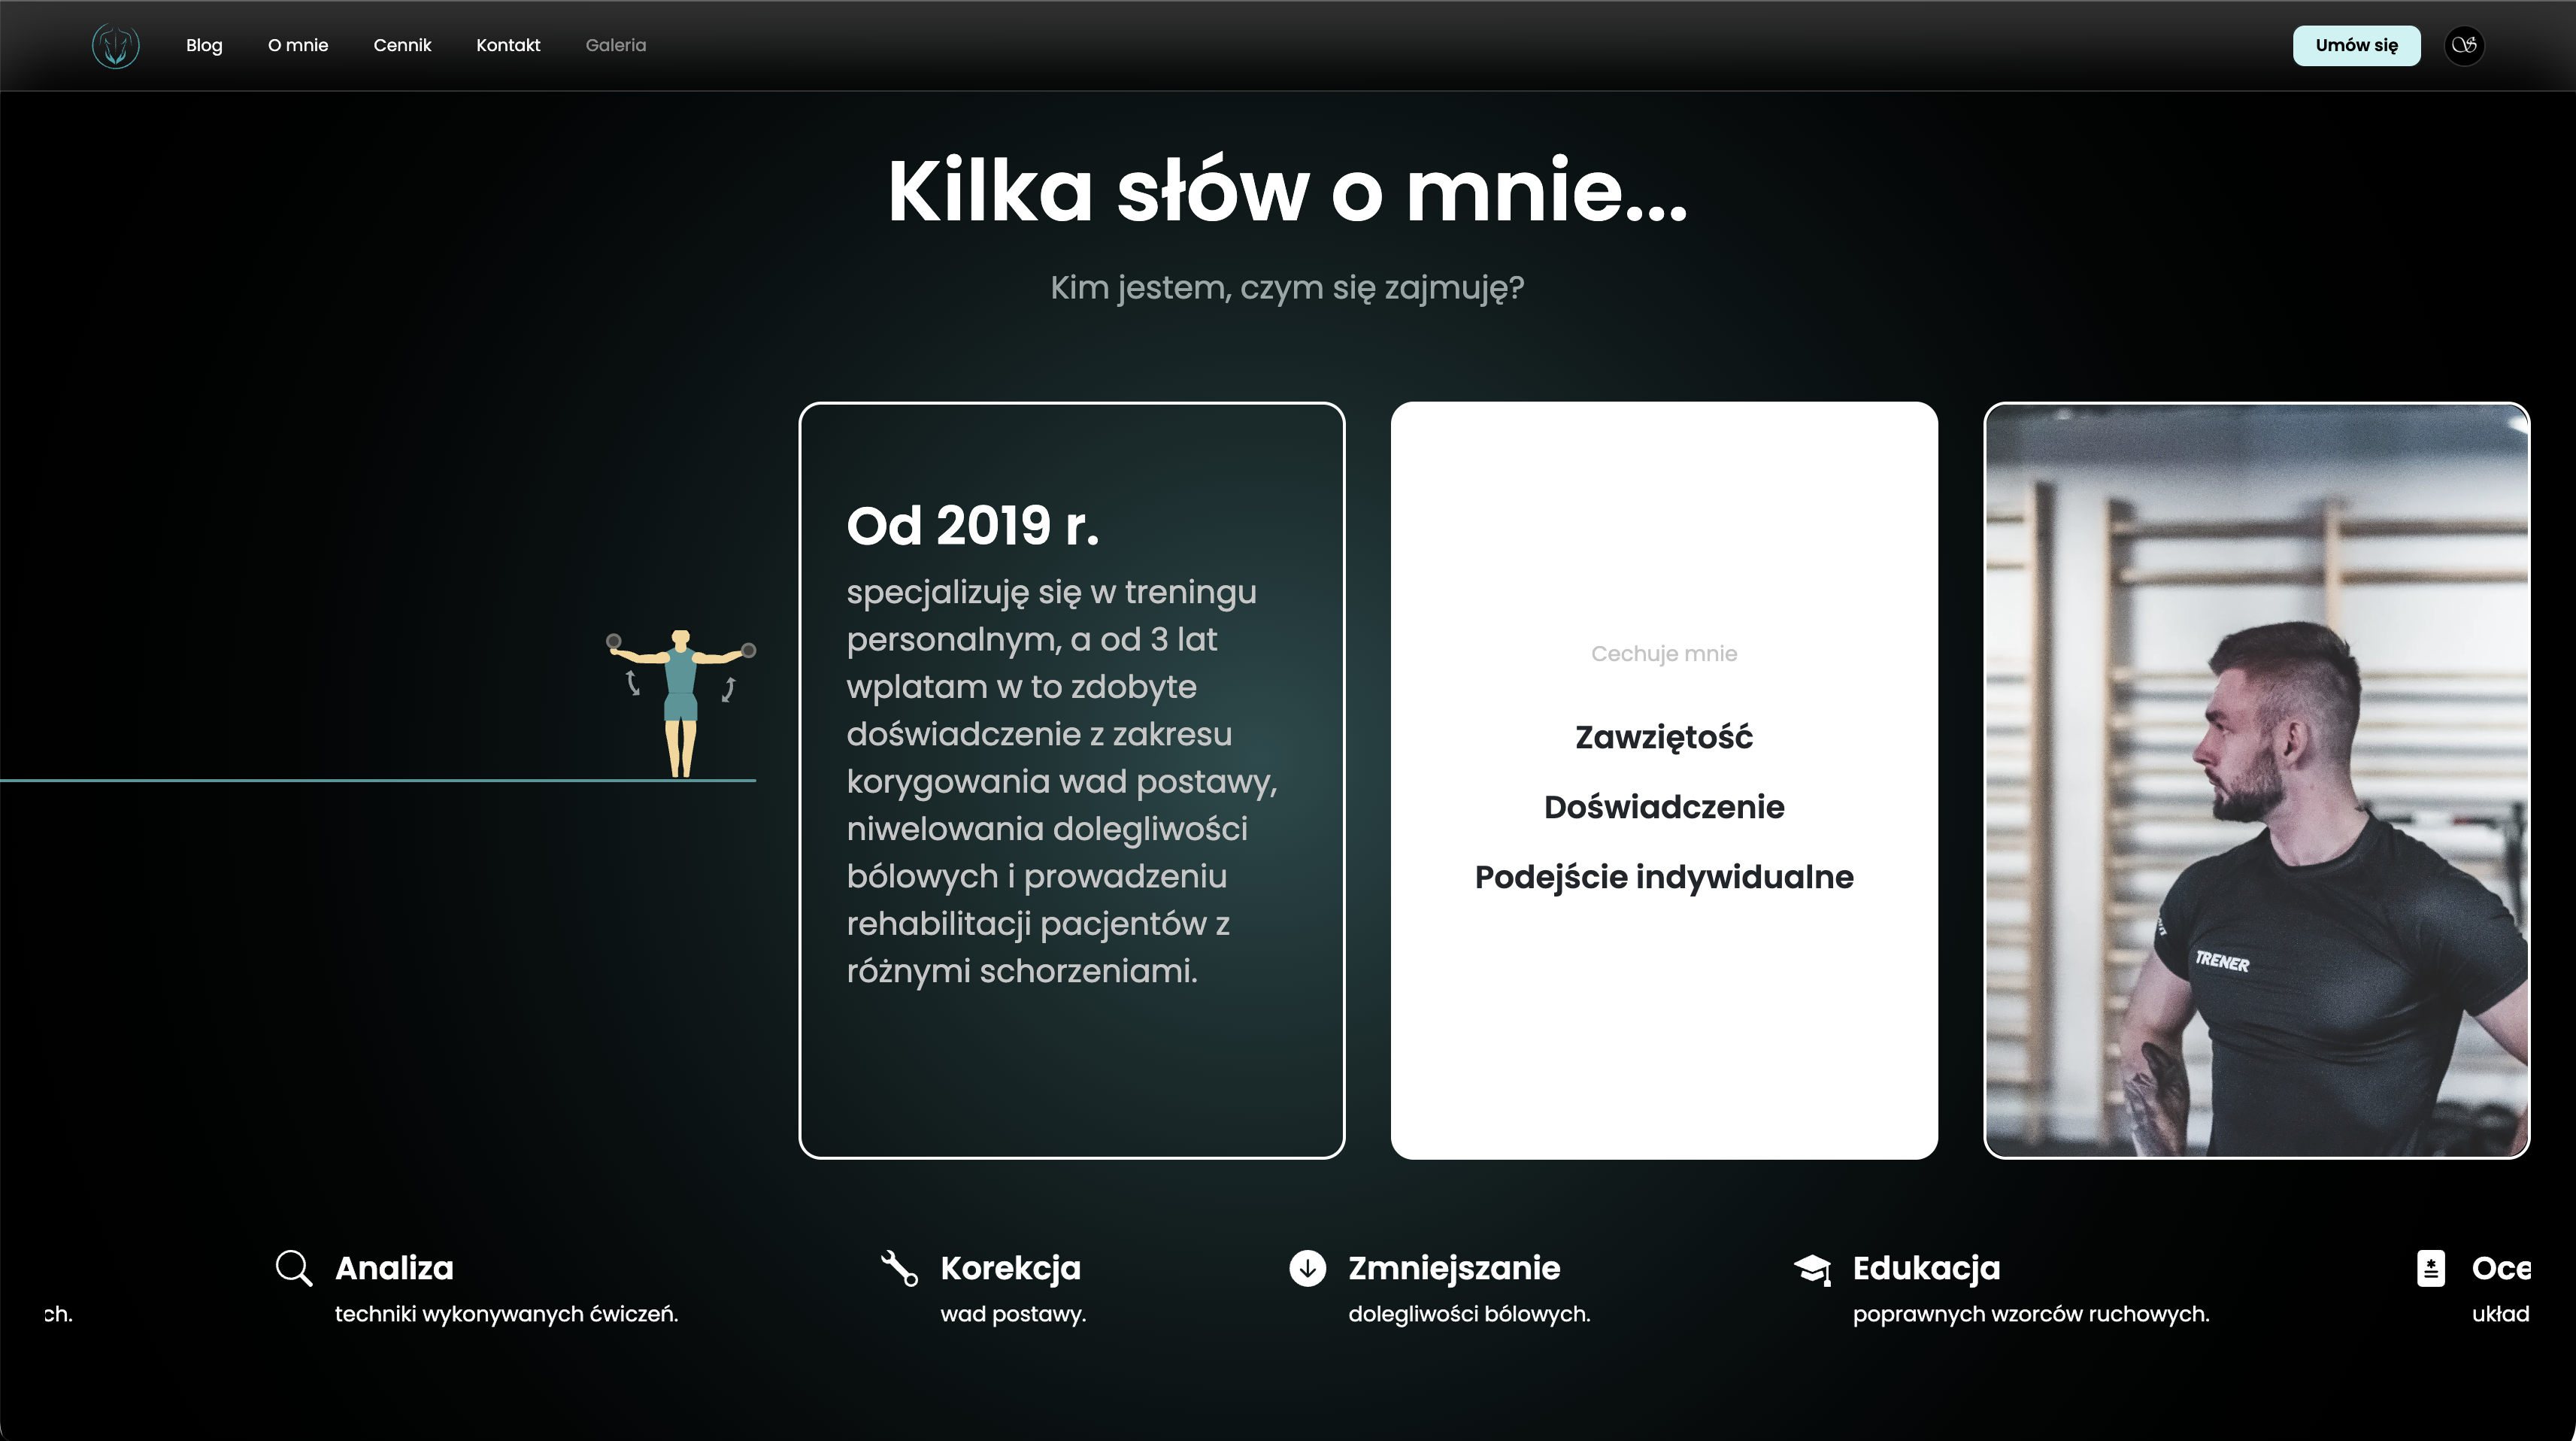 Blog
O mnie
Cennik
Kontakt
Galeria
Umów się
Kilka słów o mnie...
Kim jestem, czym się zajmuję?
Od 2019 r.
specjalizuję się w treningu
personalnym, a od 3 lat
wplatam w to zdobyte
doświadczenie z zakresu
korygowania wad postawy,
niwelowania dolegliwości
bólowych i prowadzeniu
rehabilitacji pacjentów z
różnymi schorzeniami.
Cechuje mnie
Zawziętość
Doświadczenie
Podejście indywidualne
TRENER
ch.
Analiza
techniki wykonywanych ćwiczeń.
Korekcja
wad postawy.
Zmniejszanie
dolegliwości bólowych.
Edukacja
poprawnych wzorców ruchowych.
Oce
układ